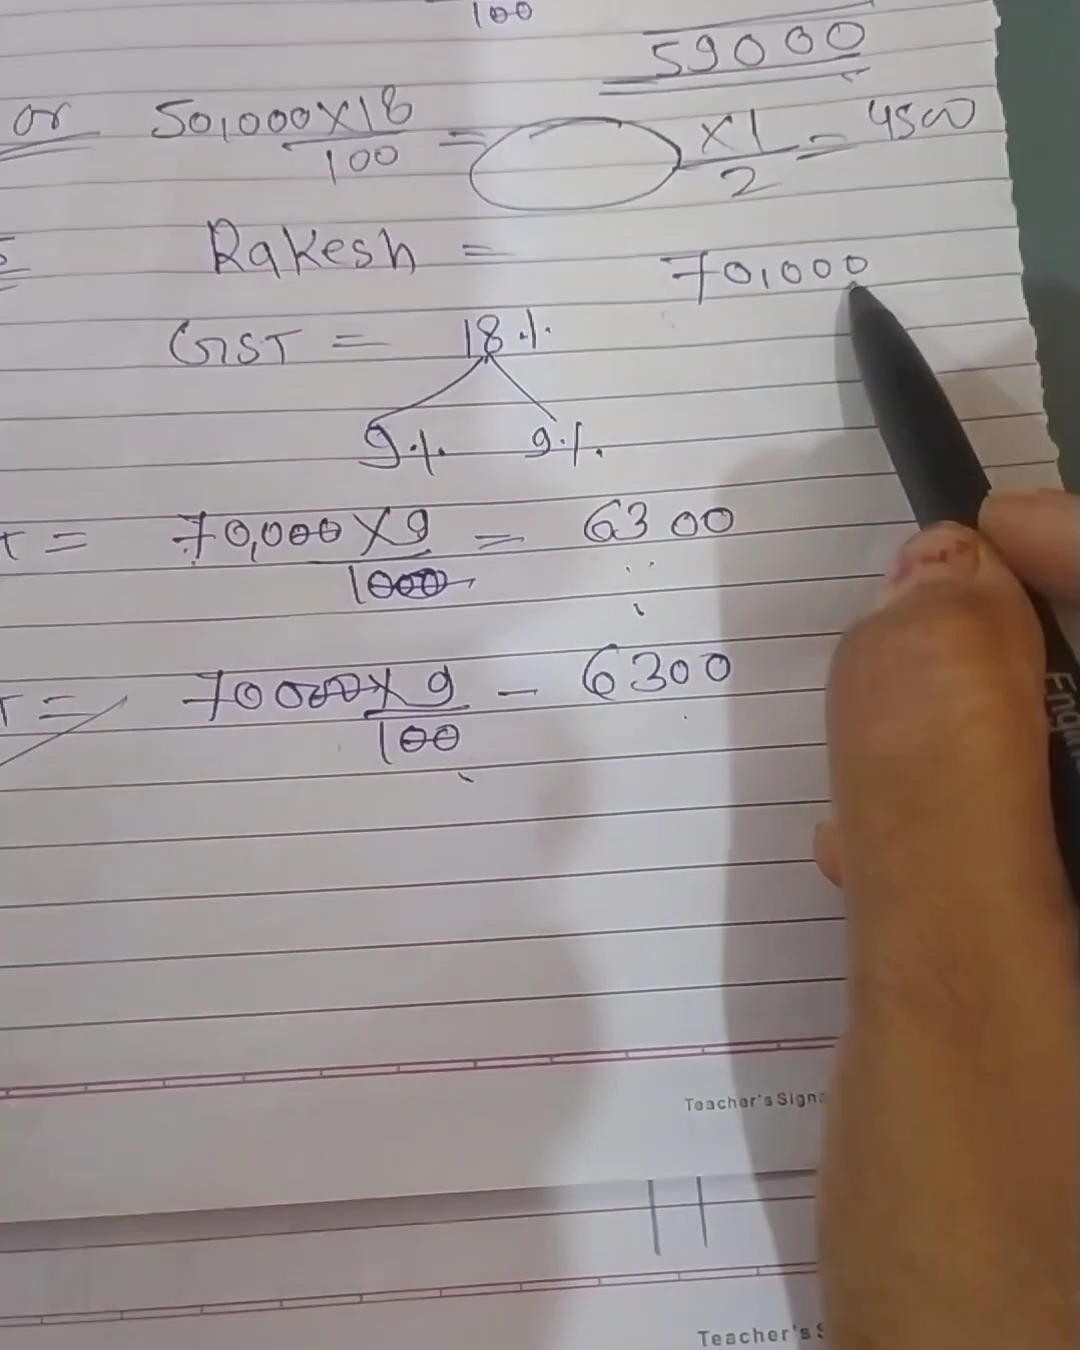 100
59000
or 50,000×18/100 = ×1/2 = 4500
Rakesh = 70,000
GST = 18%
9% 9%
T = 70,000×9/1000 = 6300
T = 70000×9/100 - 6300
Teacher's Signa
Teacher's S